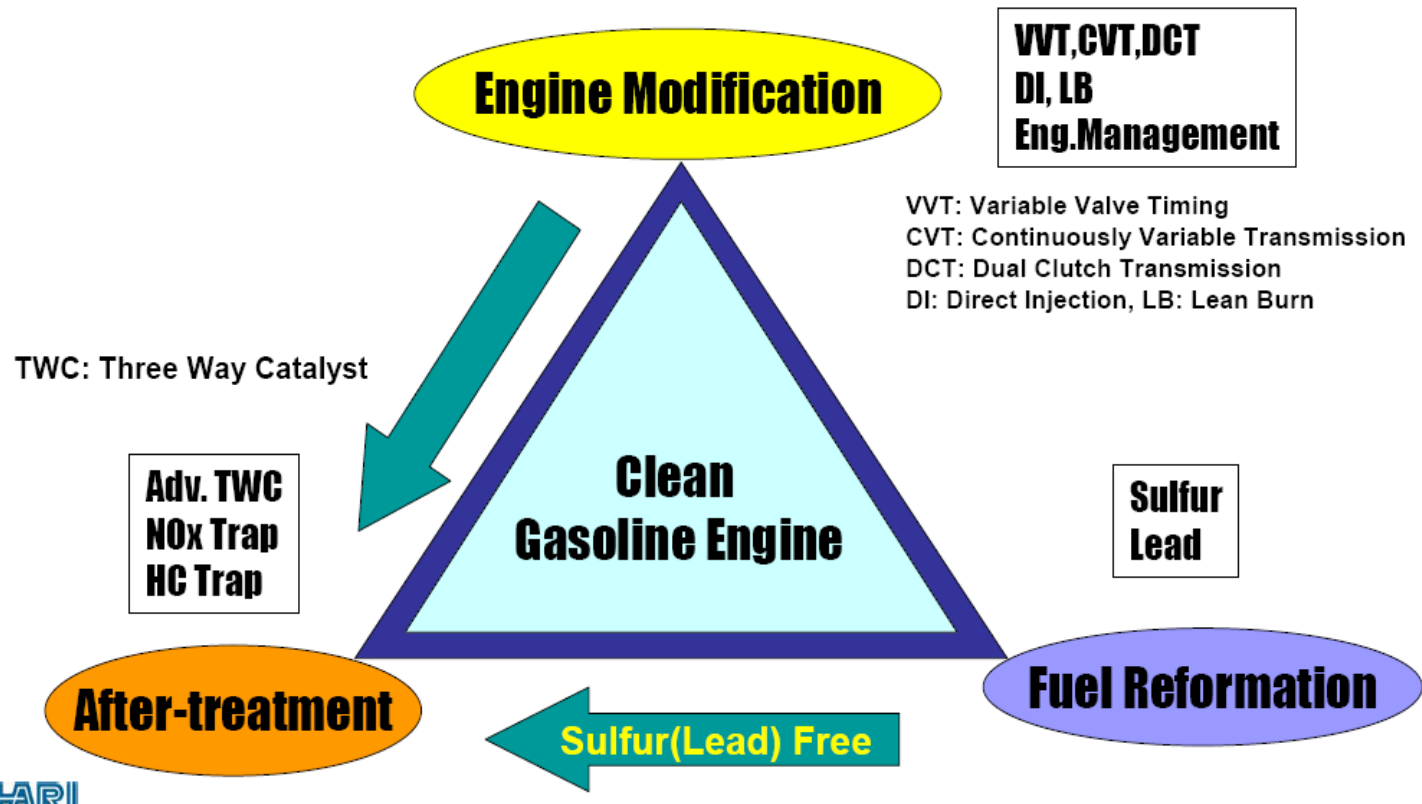 Engine Modification
VVT,CVT,DCT
DI, LB
Eng.Management
VVT: Variable Valve Timing
CVT: Continuously Variable Transmission
DCT: Dual Clutch Transmission
DI: Direct Injection, LB: Lean Burn
TWC: Three Way Catalyst
Adv. TWC
NOx Trap
HC Trap
Clean
Gasoline Engine
Sulfur
Lead
After-treatment
Fuel Reformation
Sulfur(Lead) Free